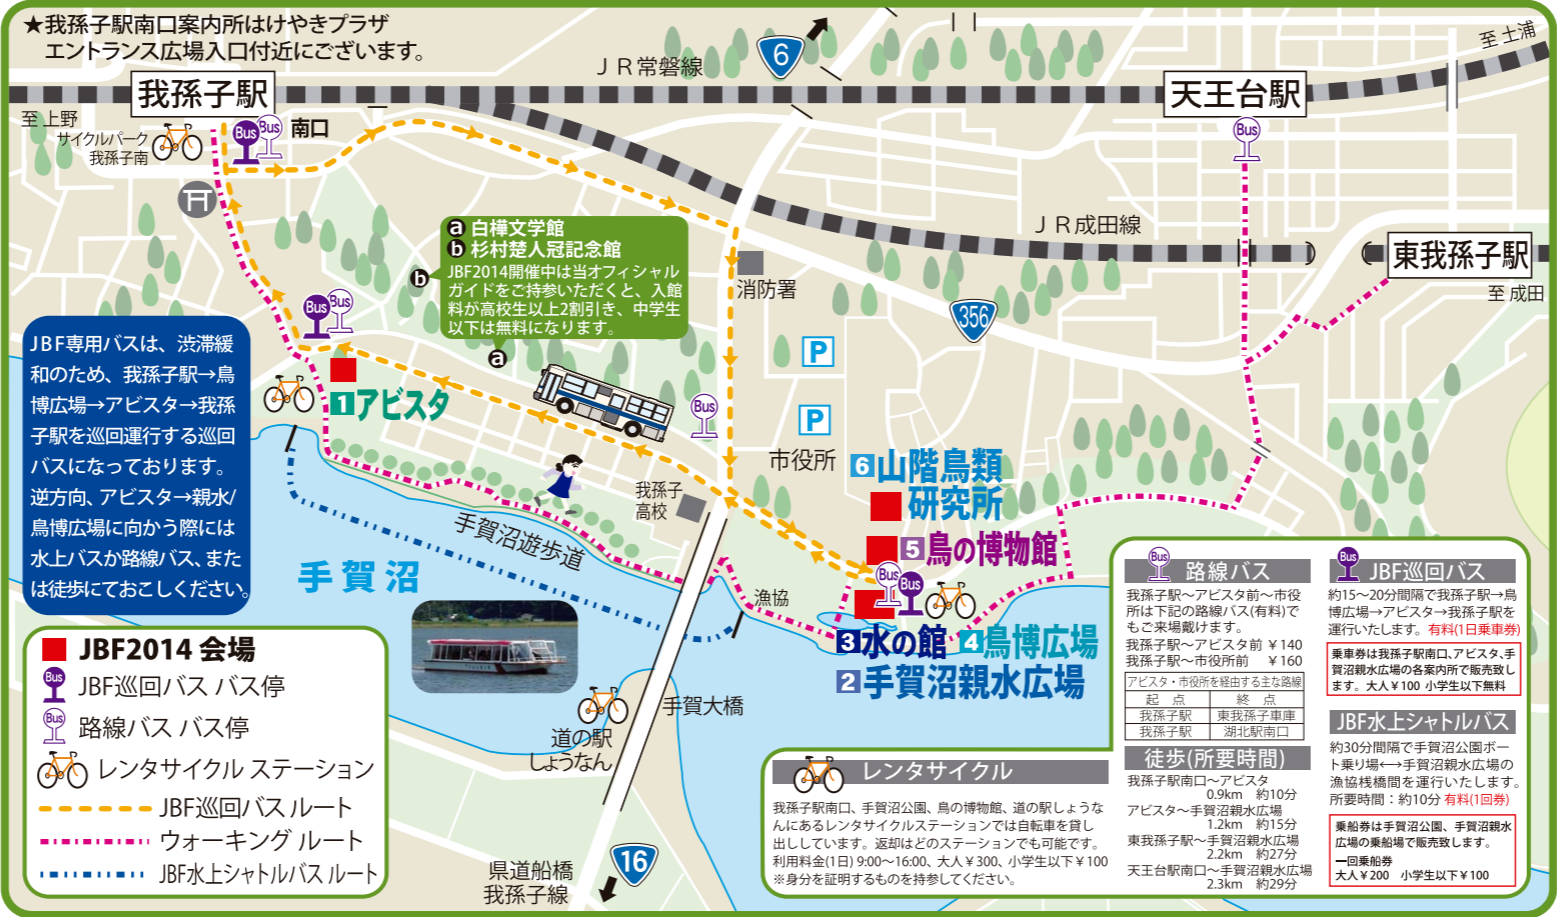 ★我孫子駅南口案内所はけやきプラザ
エントランス広場入口付近にございます。
我孫子駅
至 上野
サイクルパーク
我孫子南
Bus
Bus
南口
ＪＲ常磐線
6
天王台駅
至 土浦
Bus
ＪＲ成田線
東我孫子駅
至 成田
356
消防署
P
P
市役所
a 白樺文学館
b 杉村楚人冠記念館
JBF2014開催中は当オフィシャル
ガイドをご持参いただくと、入館
料が高校生以上2割引き、中学生
以下は無料になります。
b
a
Bus
Bus
1アビスタ
Bus
JBF専用バスは、渋滞緩
和のため、我孫子駅→鳥
博広場→アビスタ→我孫
子駅を巡回運行する巡回
バスになっております。
逆方向、アビスタ→親水/
鳥博広場に向かう際には
水上バスか路線バス、また
は徒歩にておこしください。
我孫子
高校
手賀沼遊歩道
手賀沼
漁協
6山階鳥類
研究所
5鳥の博物館
Bus
Bus
3水の館 4鳥博広場
2手賀沼親水広場
手賀大橋
道の駅
しょうなん
県道船橋
我孫子線
16
JBF2014 会場
Bus JBF巡回バス バス停
Bus 路線バス バス停
レンタサイクル ステーション
JBF巡回バス ルート
ウォーキング ルート
JBF水上シャトルバス ルート
レンタサイクル
我孫子駅南口、手賀沼公園、鳥の博物館、道の駅しょうな
んにあるレンタサイクルステーションでは自転車を貸し
出ししています。返却はどのステーションでも可能です。
利用料金(1日) 9:00〜16:00、大人￥300、小学生以下￥100
※身分を証明するものを持参してください。
Bus 路線バス
我孫子駅〜アビスタ前〜市役
所は下記の路線バス(有料)で
もご来場戴けます。
我孫子駅〜アビスタ前 ￥140
我孫子駅〜市役所前 ￥160
アビスタ・市役所を経由する主な路線
起 点 終 点
我孫子駅 東我孫子車庫
我孫子駅 湖北駅南口
徒歩(所要時間)
我孫子駅南口〜アビスタ
0.9km 約10分
アビスタ〜手賀沼親水広場
1.2km 約15分
東我孫子駅〜手賀沼親水広場
2.2km 約27分
天王台駅南口〜手賀沼親水広場
2.3km 約29分
Bus JBF巡回バス
約15〜20分間隔で我孫子駅→鳥
博広場→アビスタ→我孫子駅を
運行いたします。有料(1日乗車券)
乗車券は我孫子駅南口、アビスタ、手
賀沼親水広場の各案内所で販売致し
ます。大人￥100 小学生以下無料
JBF水上シャトルバス
約30分間隔で手賀沼公園ボー
ト乗り場←→手賀沼親水広場の
漁協桟橋間を運行いたします。
所要時間：約10分 有料(1回券)
乗船券は手賀沼公園、手賀沼親水
広場の乗船場で販売致します。
一回乗船券
大人￥200 小学生以下￥100